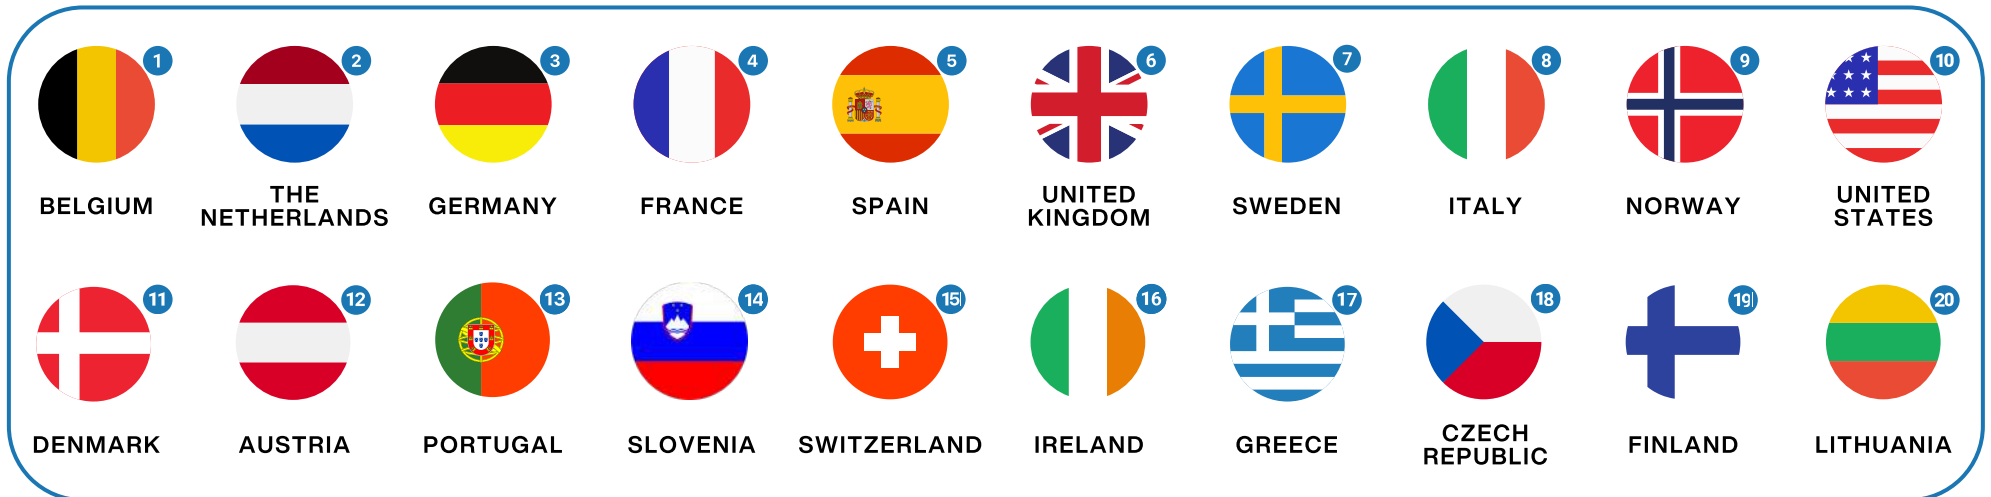 1
2
3
4
5
6
7
8
9
10
BELGIUM
THE
NETHERLANDS
GERMANY
FRANCE
SPAIN
UNITED
KINGDOM
SWEDEN
ITALY
NORWAY
UNITED
STATES
11
12
13
14
15
16
17
18
19
20
DENMARK
AUSTRIA
PORTUGAL
SLOVENIA
SWITZERLAND
IRELAND
GREECE
CZECH
REPUBLIC
FINLAND
LITHUANIA